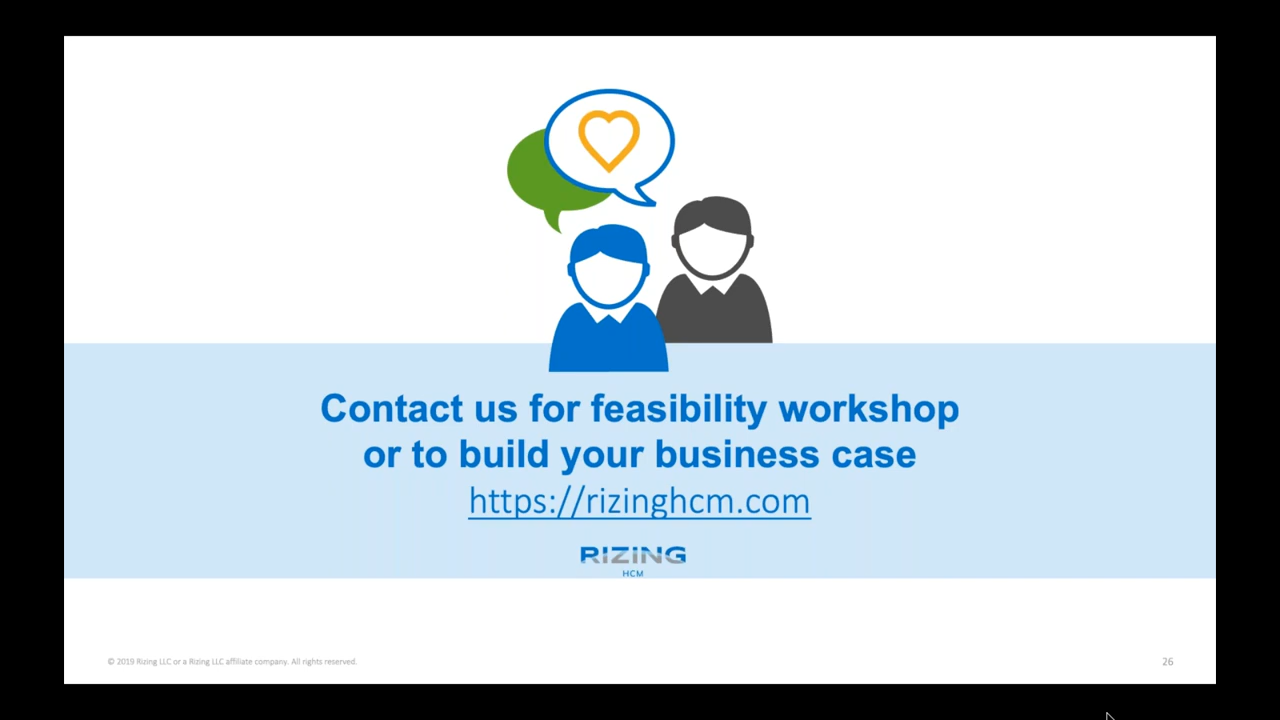 Contact us for feasibility workshop
or to build your business case
https://rizinghcm.com
RIZING
HCM
© 2019 Rizing LLC or a Rizing LLC affiliate company. All rights reserved.
26